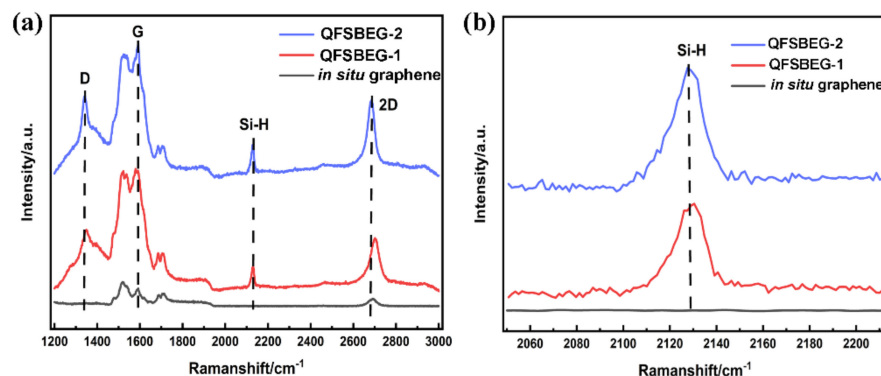 (a)
QFSBEG-2
QFSBEG-1
in situ graphene
D
G
Si-H
2D
Intensity/a.u.
1200 1400 1600 1800 2000 2200 2400 2600 2800 3000
Ramanshift/cm-1
(b)
Si-H
QFSBEG-2
QFSBEG-1
in situ graphene
Intensity/a.u.
2060 2080 2100 2120 2140 2160 2180 2200
Ramanshift/cm-1